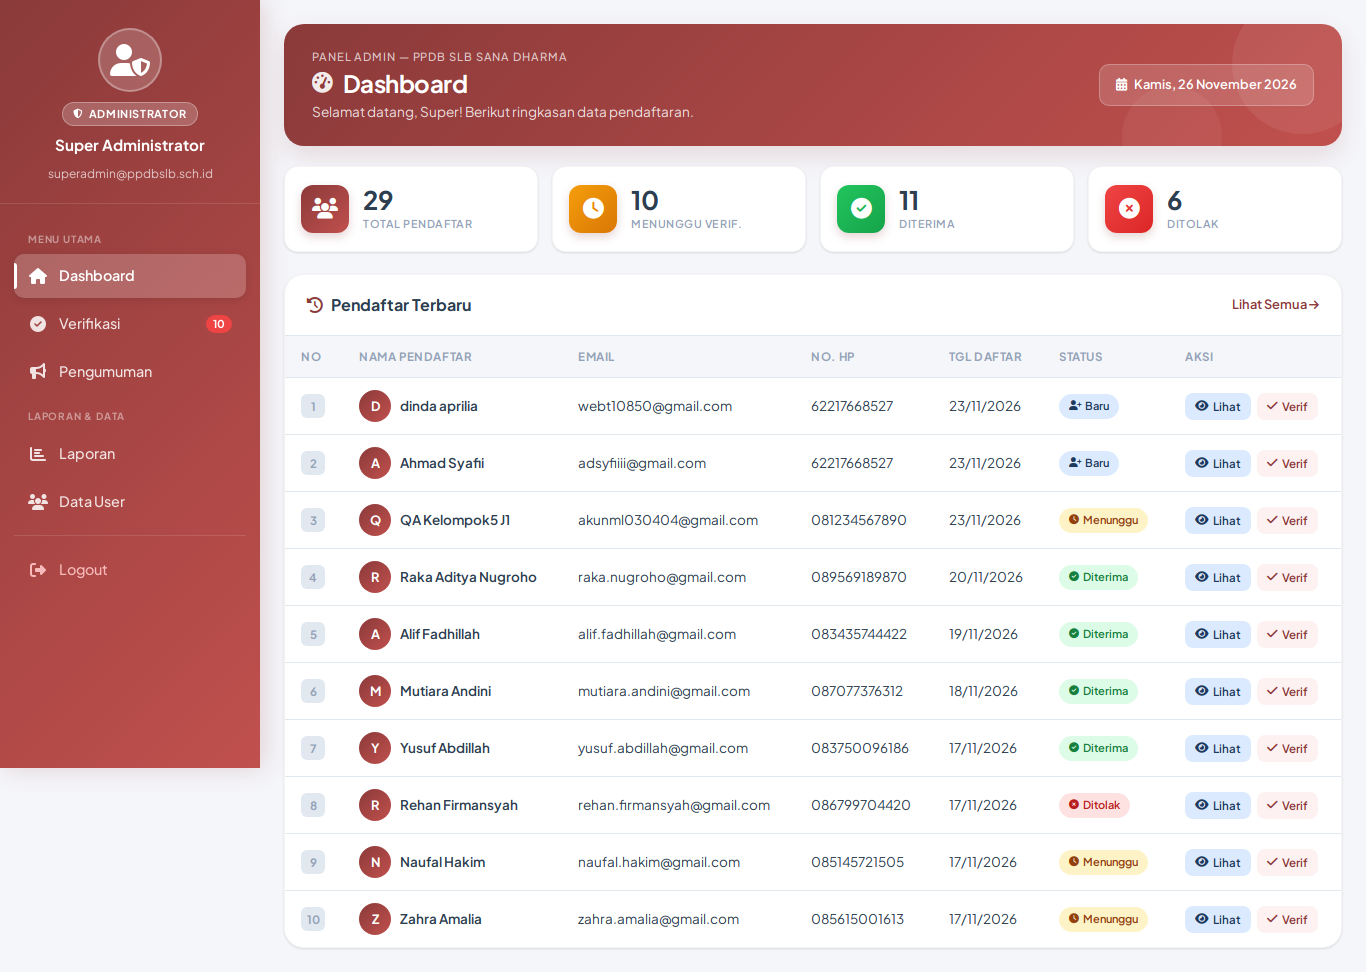 ADMINISTRATOR
Super Administrator
superadmin@ppdbslb.sch.id
MENU UTAMA
Dashboard
Verifikasi 10
Pengumuman
LAPORAN & DATA
Laporan
Data User
Logout
PANEL ADMIN — PPDB SLB SANA DHARMA
Dashboard
Selamat datang, Super! Berikut ringkasan data pendaftaran.
Kamis, 26 November 2026
29
TOTAL PENDAFTAR
10
MENUNGGU VERIF.
11
DITERIMA
6
DITOLAK
Pendaftar Terbaru
Lihat Semua→
NO NAMA PENDAFTAR EMAIL NO. HP TGL DAFTAR STATUS AKSI
1 D dinda aprilia webt10850@gmail.com 62217668527 23/11/2026 Baru Lihat Verif
2 A Ahmad Syafii adsyfiiii@gmail.com 62217668527 23/11/2026 Baru Lihat Verif
3 Q QA Kelompok5 J1 akunml030404@gmail.com 081234567890 23/11/2026 Menunggu Lihat Verif
4 R Raka Aditya Nugroho raka.nugroho@gmail.com 089569189870 20/11/2026 Diterima Lihat Verif
5 A Alif Fadhillah alif.fadhillah@gmail.com 083435744422 19/11/2026 Diterima Lihat Verif
6 M Mutiara Andini mutiara.andini@gmail.com 087077376312 18/11/2026 Diterima Lihat Verif
7 Y Yusuf Abdillah yusuf.abdillah@gmail.com 083750096186 17/11/2026 Diterima Lihat Verif
8 R Rehan Firmansyah rehan.firmansyah@gmail.com 086799704420 17/11/2026 Ditolak Lihat Verif
9 N Naufal Hakim naufal.hakim@gmail.com 085145721505 17/11/2026 Menunggu Lihat Verif
10 Z Zahra Amalia zahra.amalia@gmail.com 085615001613 17/11/2026 Menunggu Lihat Verif